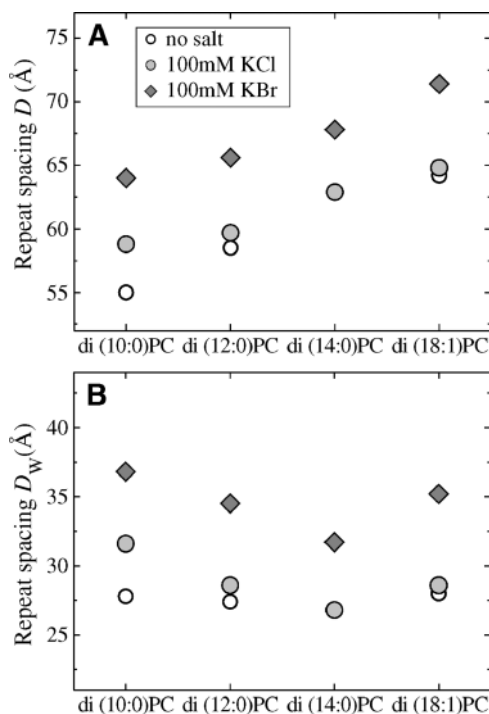 A
no salt
100mM KCl
100mM KBr
Repeat spacing D (Å)
75
70
65
60
55
di (10:0)PC di (12:0)PC di (14:0)PC di (18:1)PC
B
Repeat spacing DW(Å)
40
35
30
25
di (10:0)PC di (12:0)PC di (14:0)PC di (18:1)PC